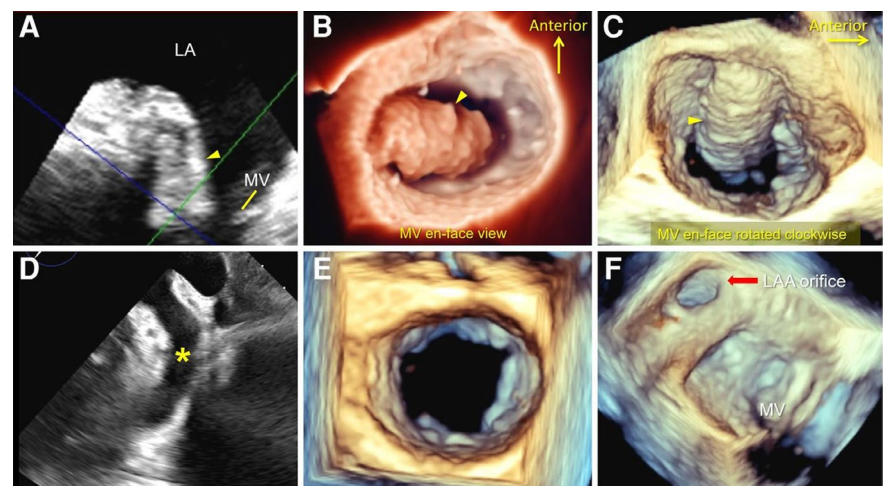 A
LA
MV
B
Anterior
MV en-face view
C
Anterior
MV en-face rotated clockwise
D
*
E
F
LAA orifice
MV